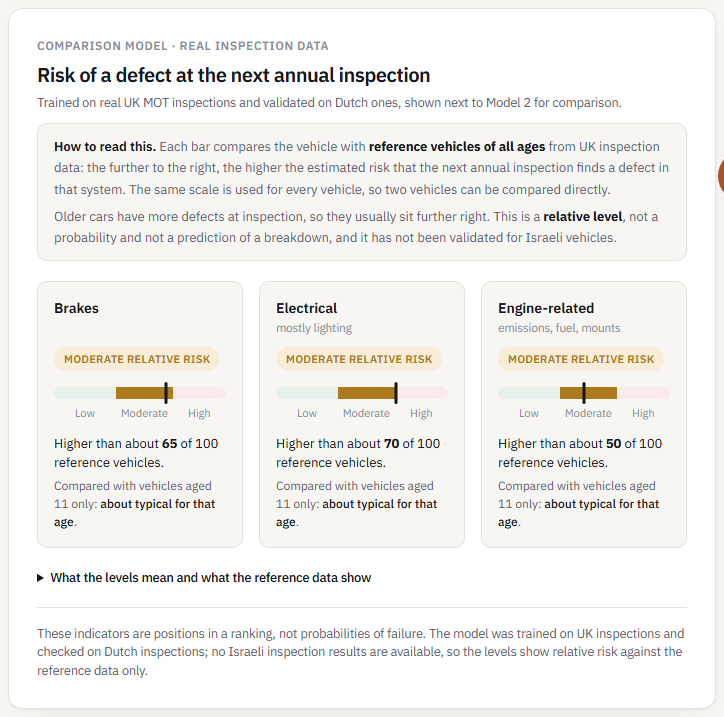 COMPARISON MODEL · REAL INSPECTION DATA
Risk of a defect at the next annual inspection
Trained on real UK MOT inspections and validated on Dutch ones, shown next to Model 2 for comparison.
How to read this. Each bar compares the vehicle with reference vehicles of all ages from UK inspection
data: the further to the right, the higher the estimated risk that the next annual inspection finds a defect in
that system. The same scale is used for every vehicle, so two vehicles can be compared directly.
Older cars have more defects at inspection, so they usually sit further right. This is a relative level, not a
probability and not a prediction of a breakdown, and it has not been validated for Israeli vehicles.
Brakes
MODERATE RELATIVE RISK
Low Moderate High
Higher than about 65 of 100
reference vehicles.
Compared with vehicles aged
11 only: about typical for that
age.
Electrical
mostly lighting
MODERATE RELATIVE RISK
Low Moderate High
Higher than about 70 of 100
reference vehicles.
Compared with vehicles aged
11 only: about typical for that
age.
Engine-related
emissions, fuel, mounts
MODERATE RELATIVE RISK
Low Moderate High
Higher than about 50 of 100
reference vehicles.
Compared with vehicles aged
11 only: about typical for that
age.
What the levels mean and what the reference data show
These indicators are positions in a ranking, not probabilities of failure. The model was trained on UK inspections and
checked on Dutch inspections; no Israeli inspection results are available, so the levels show relative risk against the
reference data only.